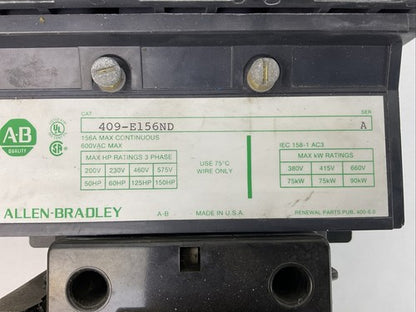 CAT
409-E156ND
SER
A
A-B
QUALITY
UL
SA
156A MAX CONTINUOUS
600VAC MAX
MAX HP RATINGS 3 PHASE
200V 230V 460V 575V
50HP 60HP 125HP 150HP
USE 75°C
WIRE ONLY
IEC 158-1 AC3
MAX kW RATINGS
380V 415V 660V
75kW 75kW 90kW
ALLEN-BRADLEY
A-B
MADE IN U.S.A.
RENEWAL PARTS PUB. 400-6.0